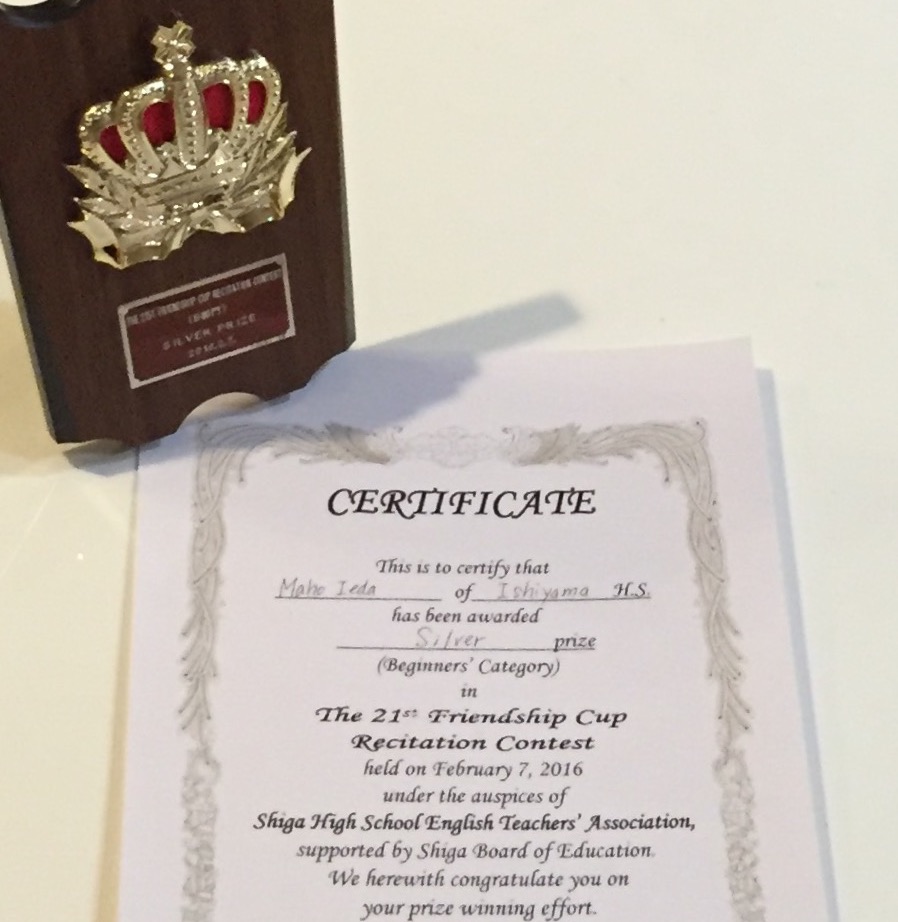 THE 21ST FRIENDSHIP CUP RECITATION CONTEST
SILVER PRIZE
2016.2.7.
CERTIFICATE
This is to certify that
Maho Ieda of Ishiyama H.S.
has been awarded
Silver prize
(Beginners' Category)
in
The 21st Friendship Cup
Recitation Contest
held on February 7, 2016
under the auspices of
Shiga High School English Teachers' Association,
supported by Shiga Board of Education.
We herewith congratulate you on
your prize winning effort.